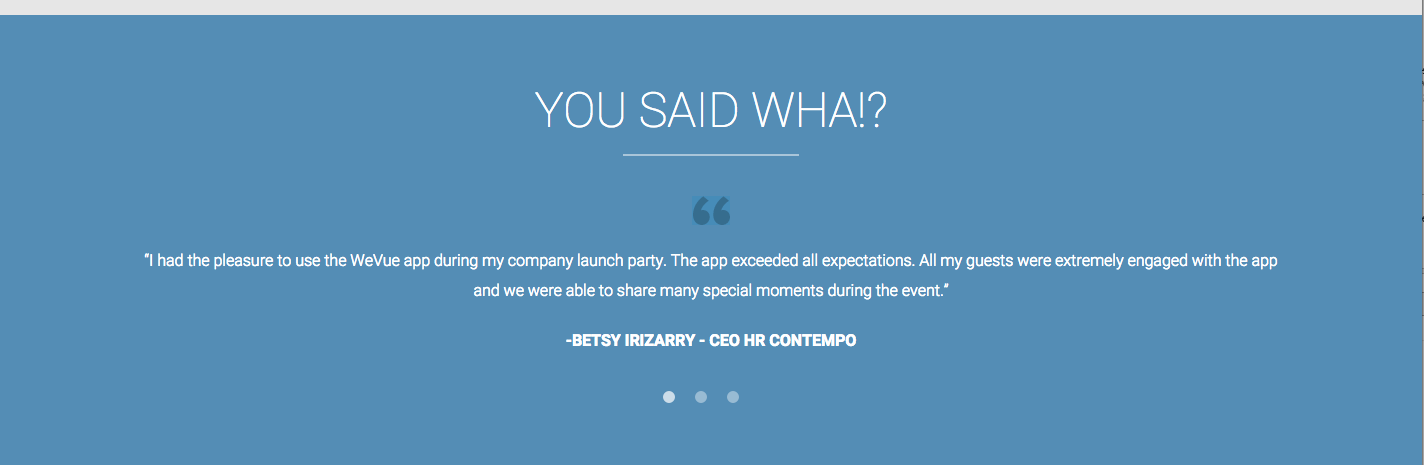 YOU SAID WHA!?
“
"I had the pleasure to use the WeVue app during my company launch party. The app exceeded all expectations. All my guests were extremely engaged with the app
and we were able to share many special moments during the event."
-BETSY IRIZARRY - CEO HR CONTEMPO